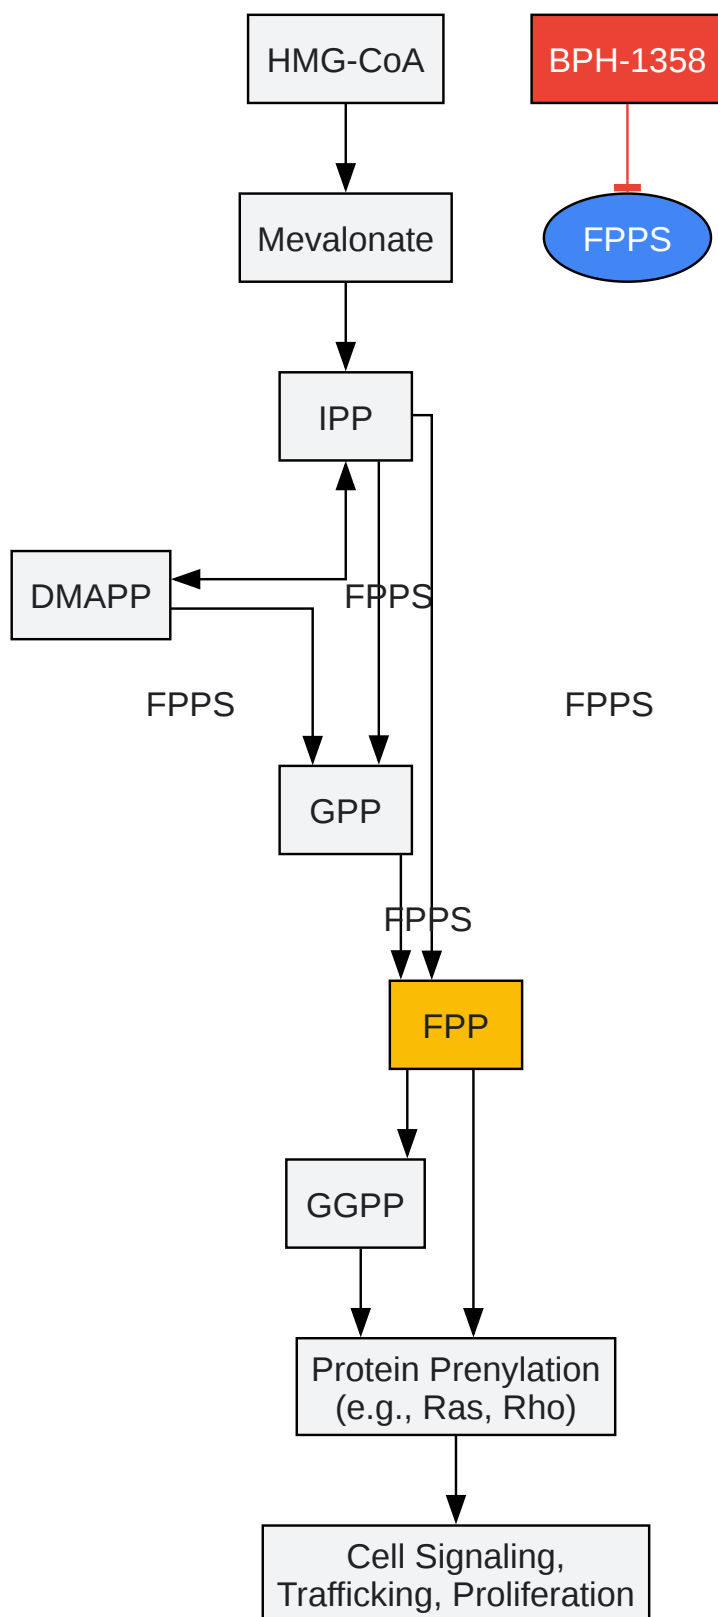 HMG-CoA
BPH-1358
Mevalonate
FPPS
IPP
DMAPP
FPPS
FPPS
FPPS
GPP
FPPS
FPP
GGPP
Protein Prenylation
(e.g., Ras, Rho)
Cell Signaling,
Trafficking, Proliferation